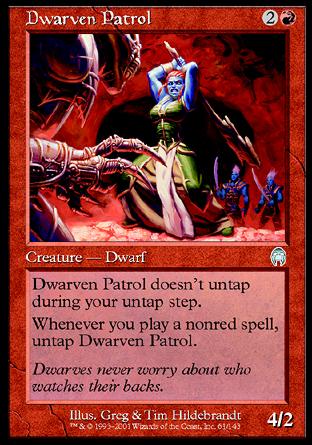 Dwarven Patrol 2
Creature — Dwarf
Dwarven Patrol doesn't untap
during your untap step.
Whenever you play a nonred spell,
untap Dwarven Patrol.
Dwarves never worry about who
watches their backs.
Illus. Greg & Tim Hildebrandt
™ & © 1993–2001 Wizards of the Coast, Inc. 61/143
4/2